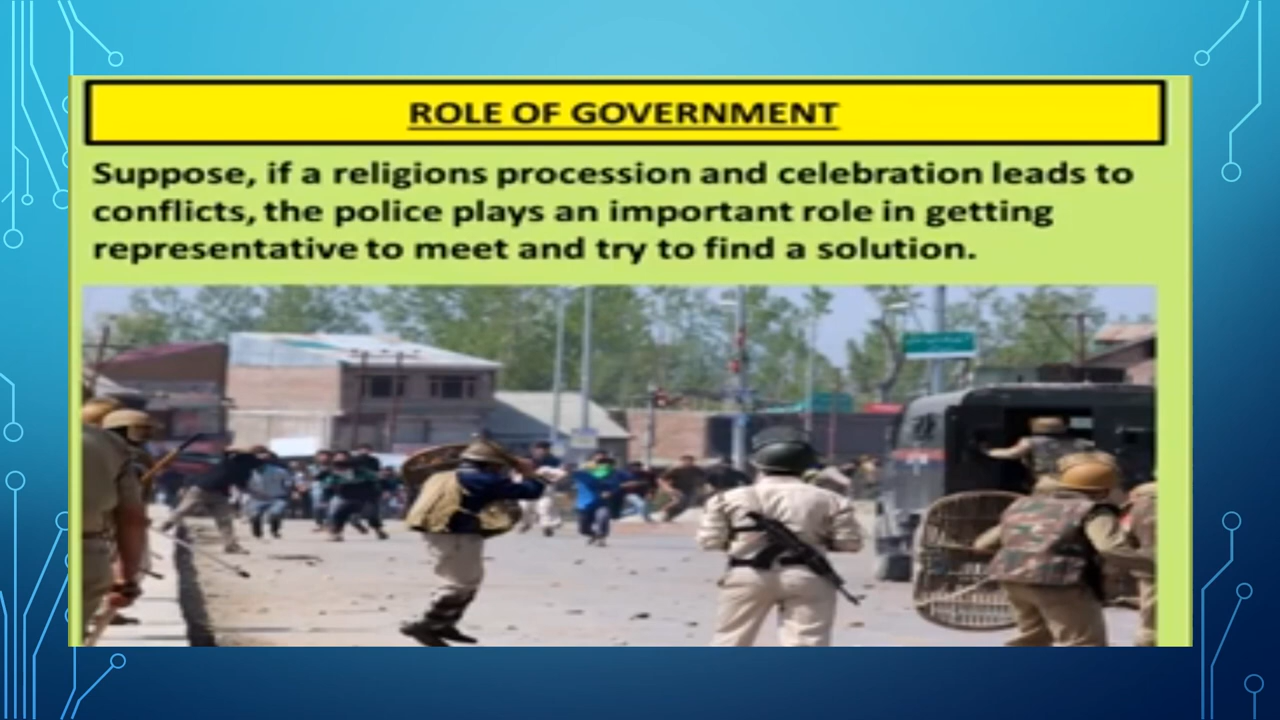 ROLE OF GOVERNMENT
Suppose, if a religions procession and celebration leads to
conflicts, the police plays an important role in getting
representative to meet and try to find a solution.